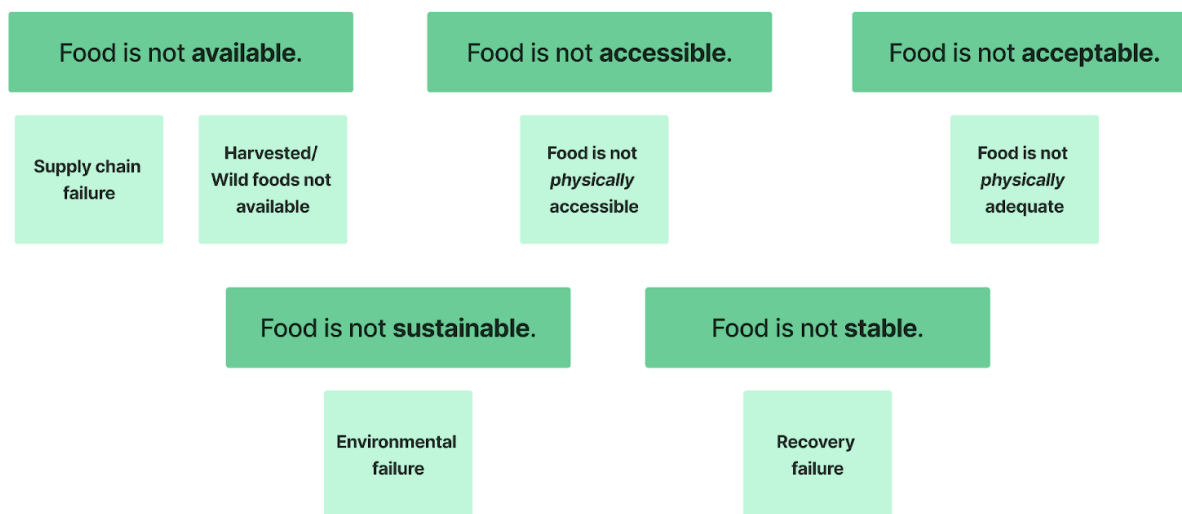 Food is not available.
Food is not accessible.
Food is not acceptable.
Supply chain
failure
Harvested/
Wild foods not
available
Food is not
physically
accessible
Food is not
physically
adequate
Food is not sustainable.
Food is not stable.
Environmental
failure
Recovery
failure